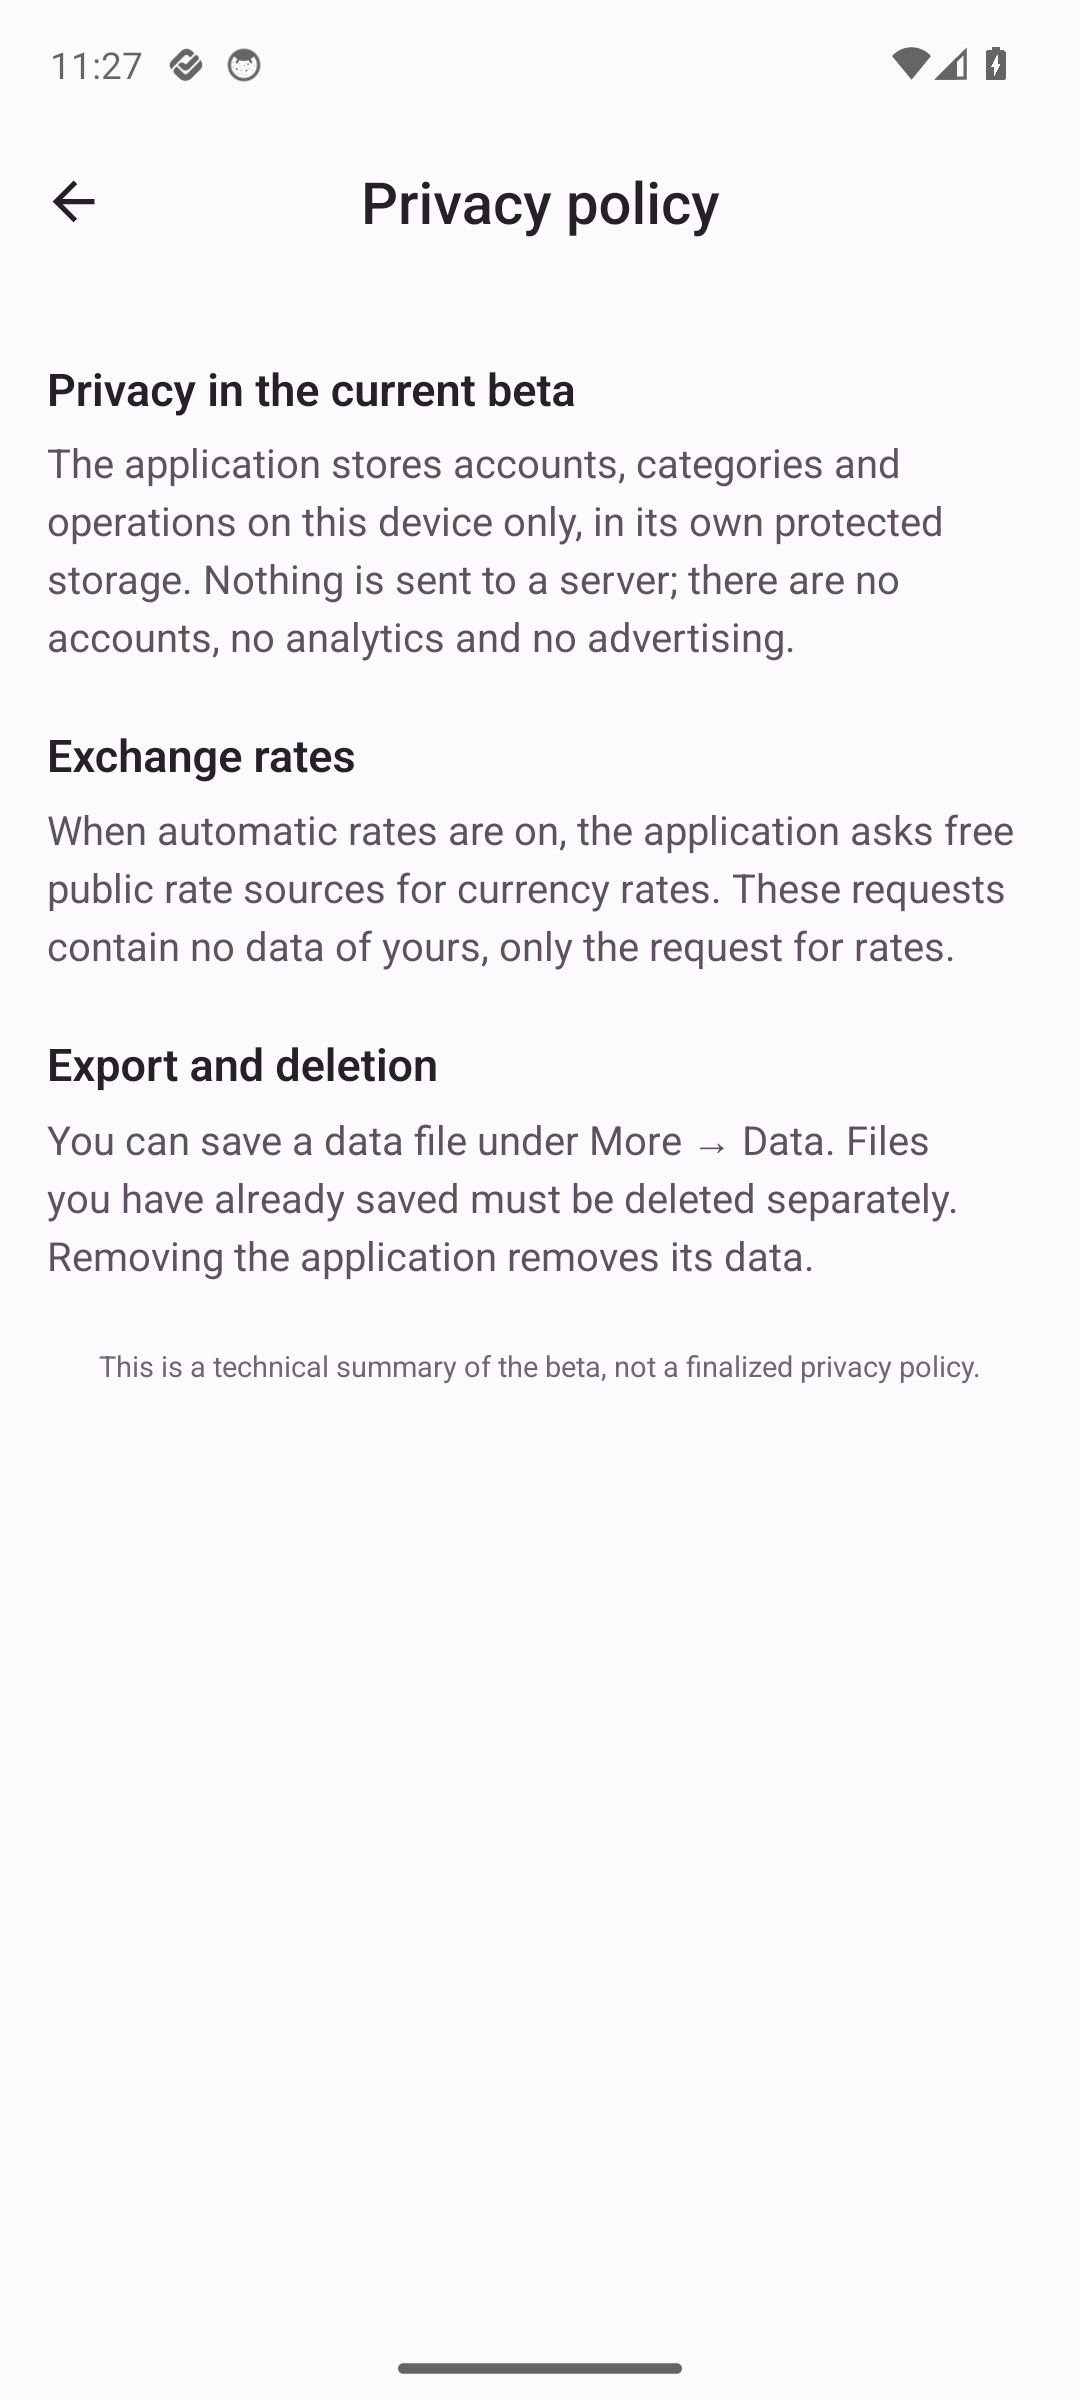 11:27
Privacy policy
Privacy in the current beta
The application stores accounts, categories and
operations on this device only, in its own protected
storage. Nothing is sent to a server; there are no
accounts, no analytics and no advertising.
Exchange rates
When automatic rates are on, the application asks free
public rate sources for currency rates. These requests
contain no data of yours, only the request for rates.
Export and deletion
You can save a data file under More → Data. Files
you have already saved must be deleted separately.
Removing the application removes its data.
This is a technical summary of the beta, not a finalized privacy policy.